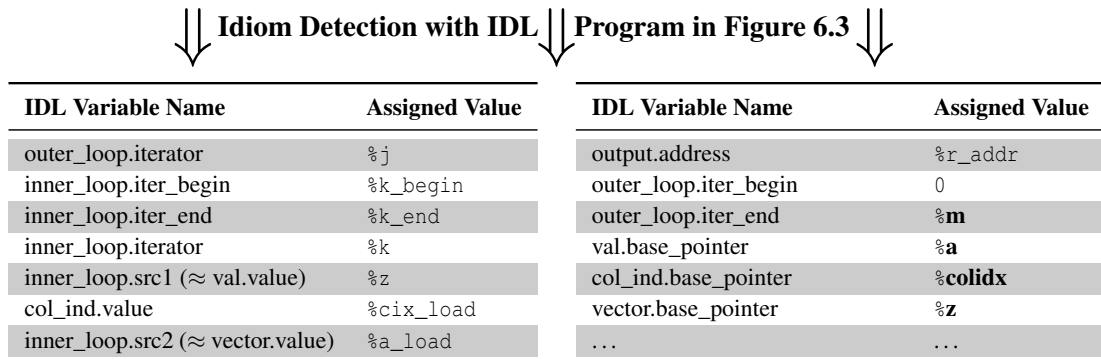 Idiom Detection with IDL Program in Figure 6.3
IDL Variable Name Assigned Value
outer_loop.iterator %j
inner_loop.iter_begin %k_begin
inner_loop.iter_end %k_end
inner_loop.iterator %k
inner_loop.src1 (≈ val.value) %z
col_ind.value %cix_load
inner_loop.src2 (≈ vector.value) %a_load
IDL Variable Name Assigned Value
output.address %r_addr
outer_loop.iter_begin 0
outer_loop.iter_end %m
val.base_pointer %a
col_ind.base_pointer %colidx
vector.base_pointer %z
... ...